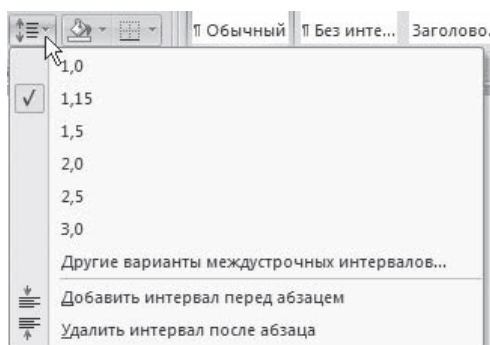 ¶ Обычный ¶ Без инте... Заголово.
1,0
1,15
1,5
2,0
2,5
3,0
Другие варианты междустрочных интервалов...
Добавить интервал перед абзацем
Удалить интервал после абзаца